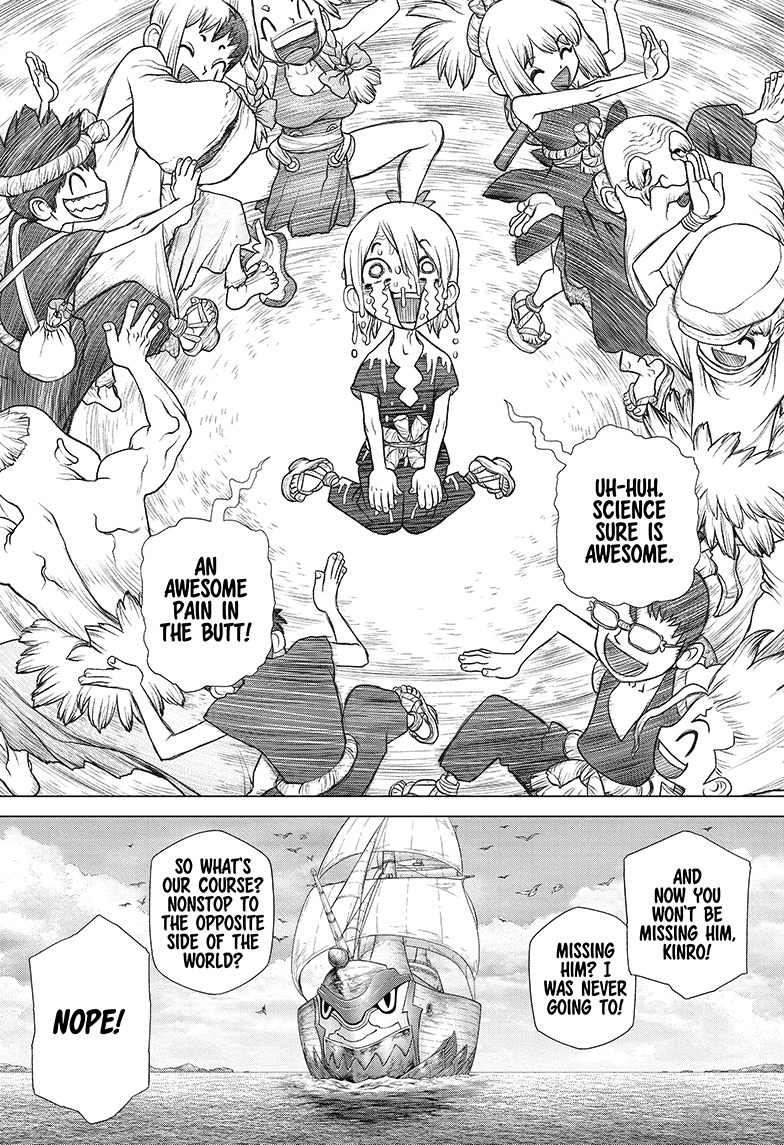 UH-HUH.
SCIENCE
SURE IS
AWESOME.
AN
AWESOME
PAIN IN
THE BUTT!
AND
NOW YOU
WON'T BE
MISSING HIM,
KINRO!
MISSING
HIM? I
WAS NEVER
GOING TO!
SO WHAT'S
OUR COURSE?
NONSTOP TO
THE OPPOSITE
SIDE OF THE
WORLD?
NOPE!